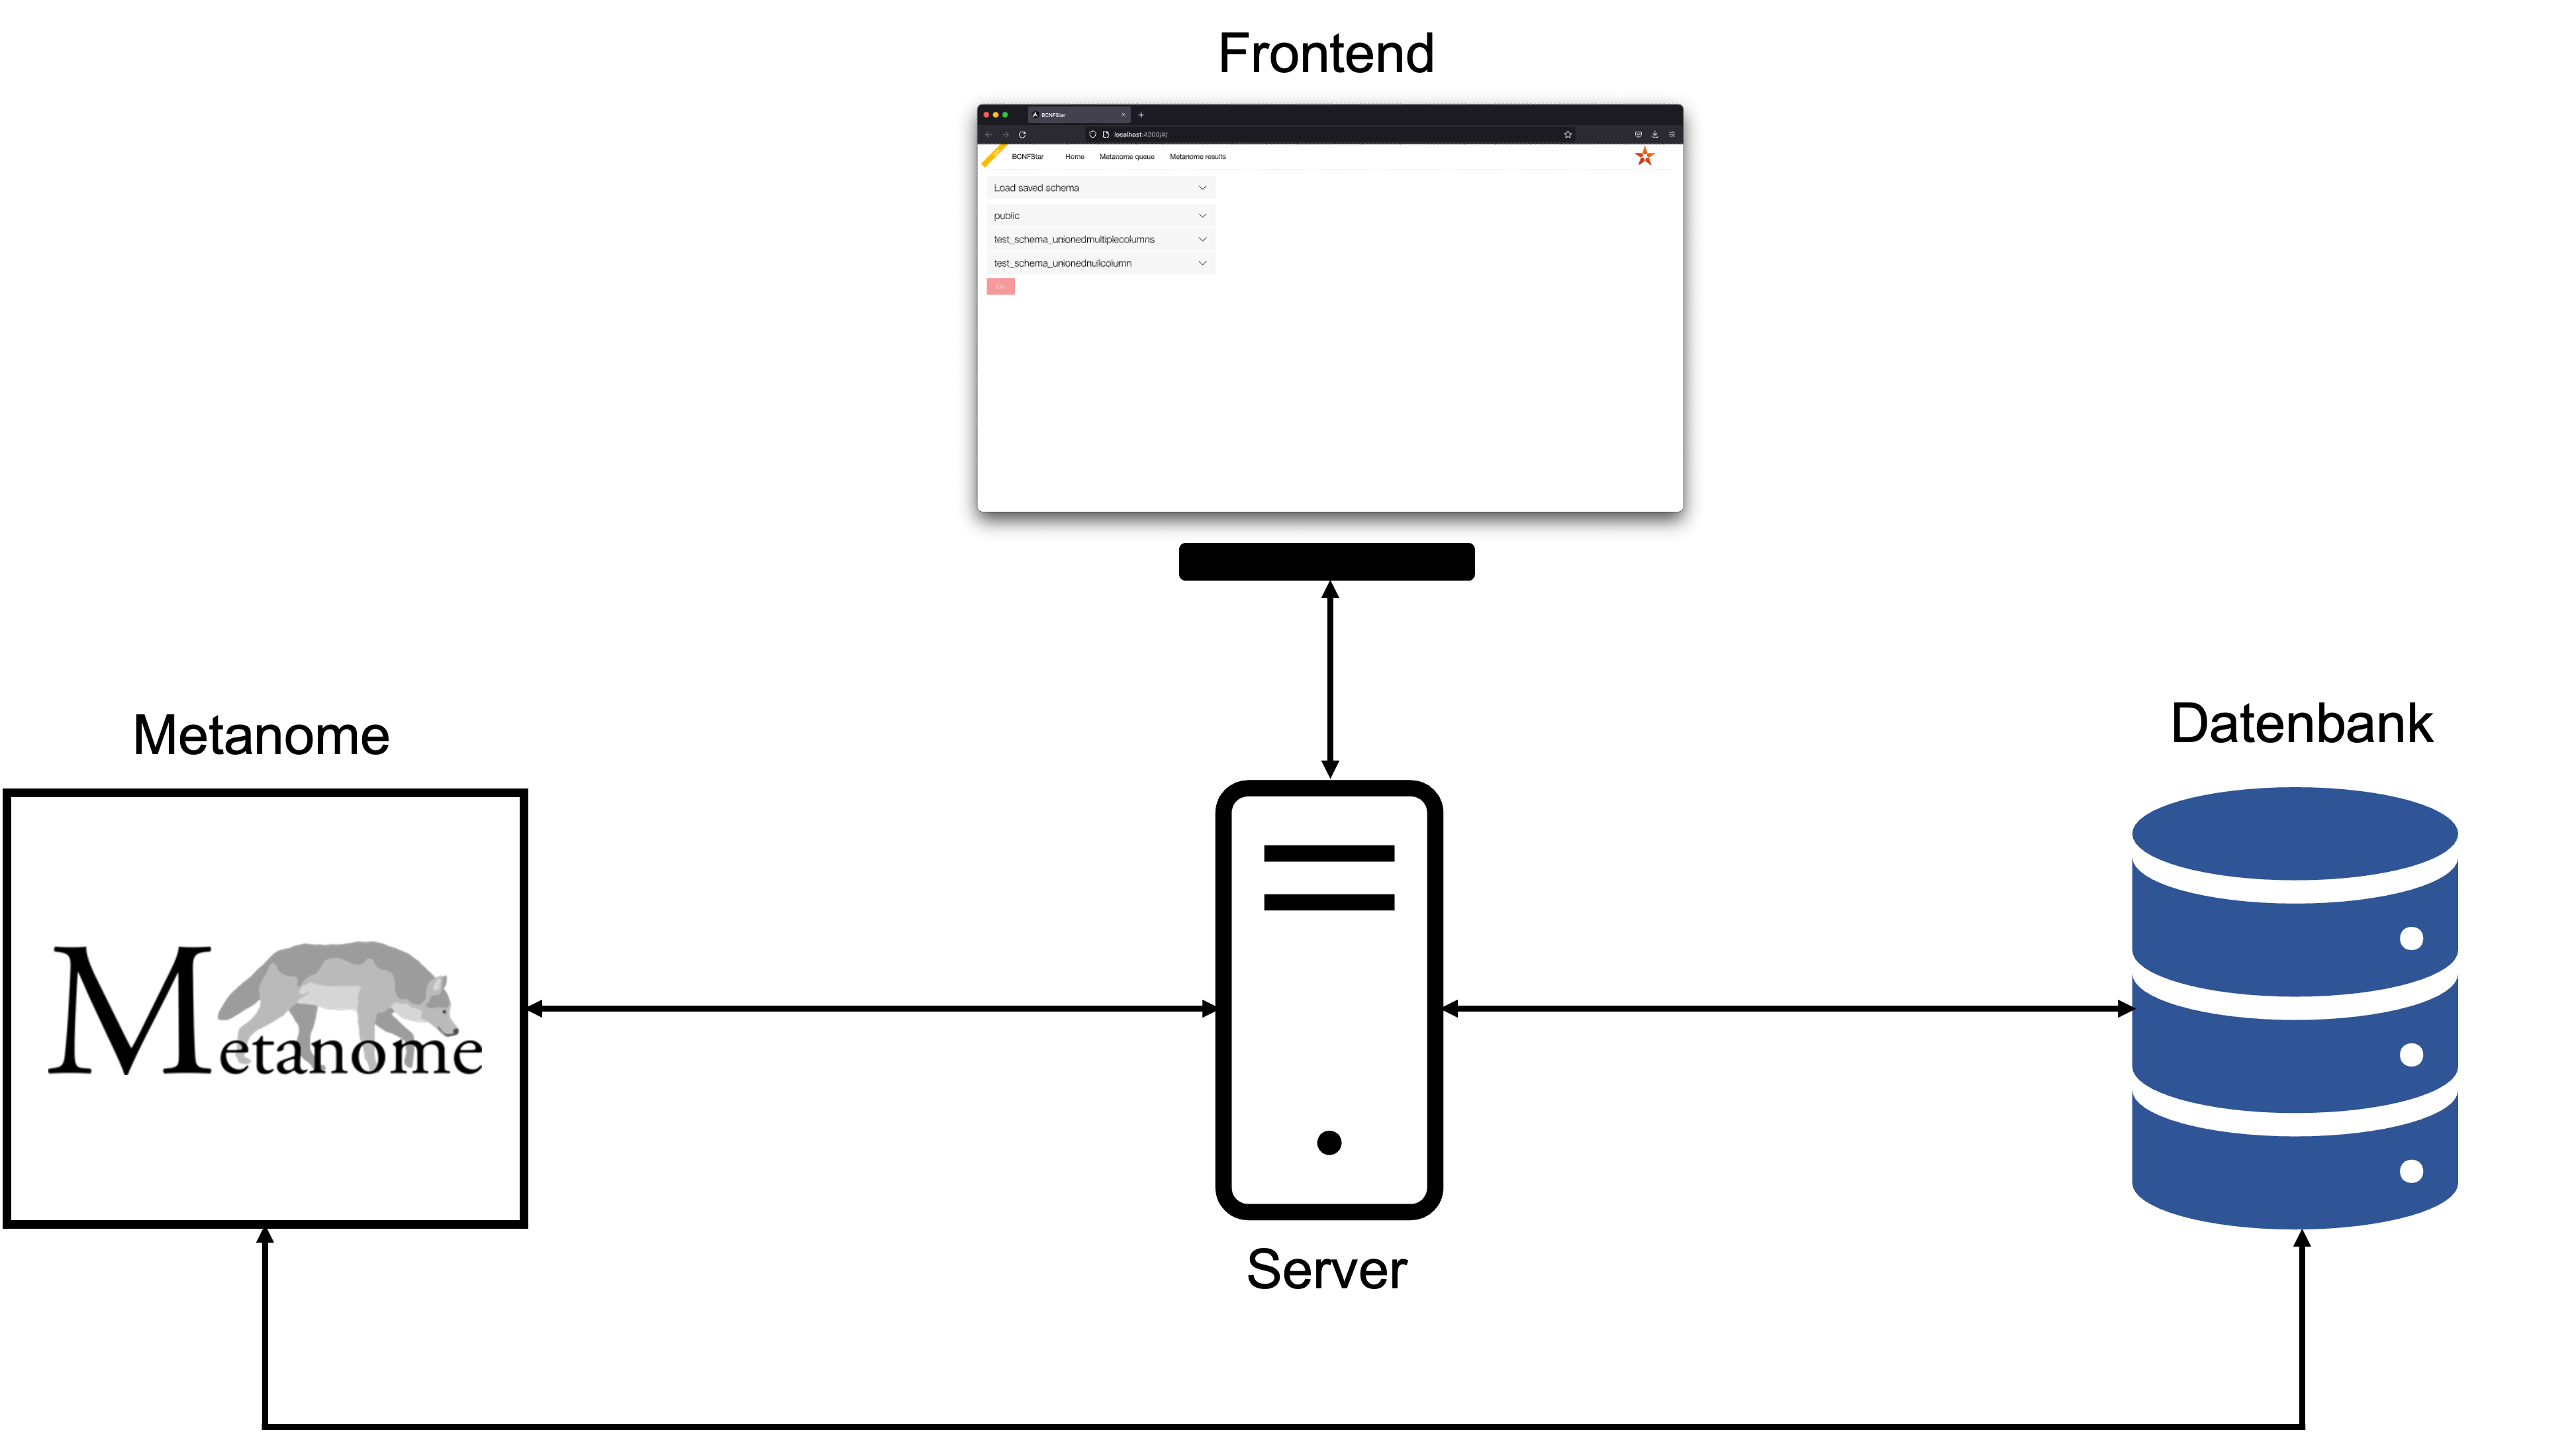 Frontend
BCNFStar
localhost:4200/#/
BCNFStar Home Metanome queue Metanome results
Load saved schema
public
test_schema_unionedmultiplecolumns
test_schema_unionednullcolumn
Go
Metanome
Datenbank
Metanome
Server